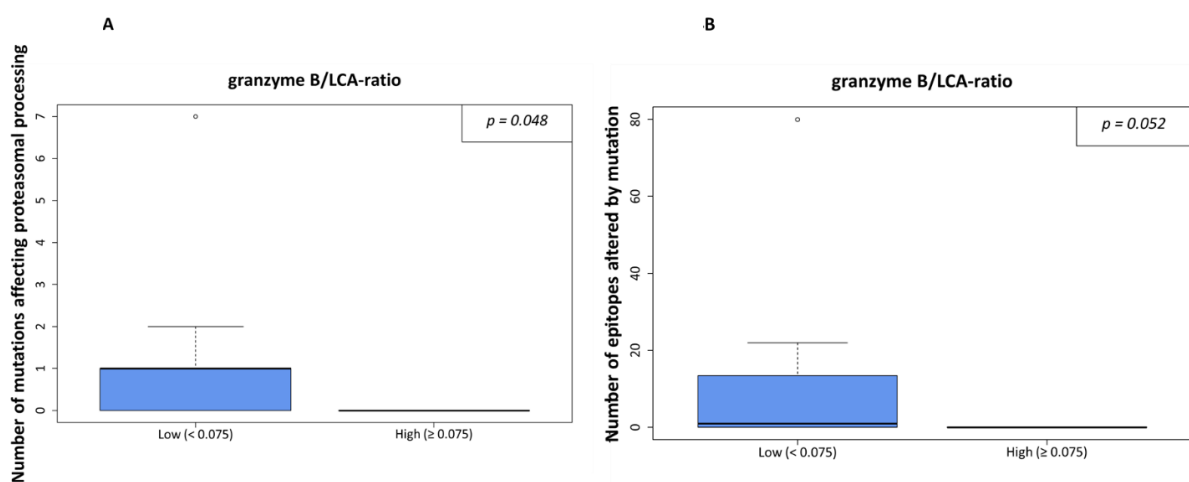 A
granzyme B/LCA-ratio
p = 0.048
Number of mutations affecting proteasomal processing
7
6
5
4
3
2
1
0
Low (< 0.075)
High (≥ 0.075)
B
granzyme B/LCA-ratio
p = 0.052
Number of epitopes altered by mutation
80
60
40
20
0
Low (< 0.075)
High (≥ 0.075)